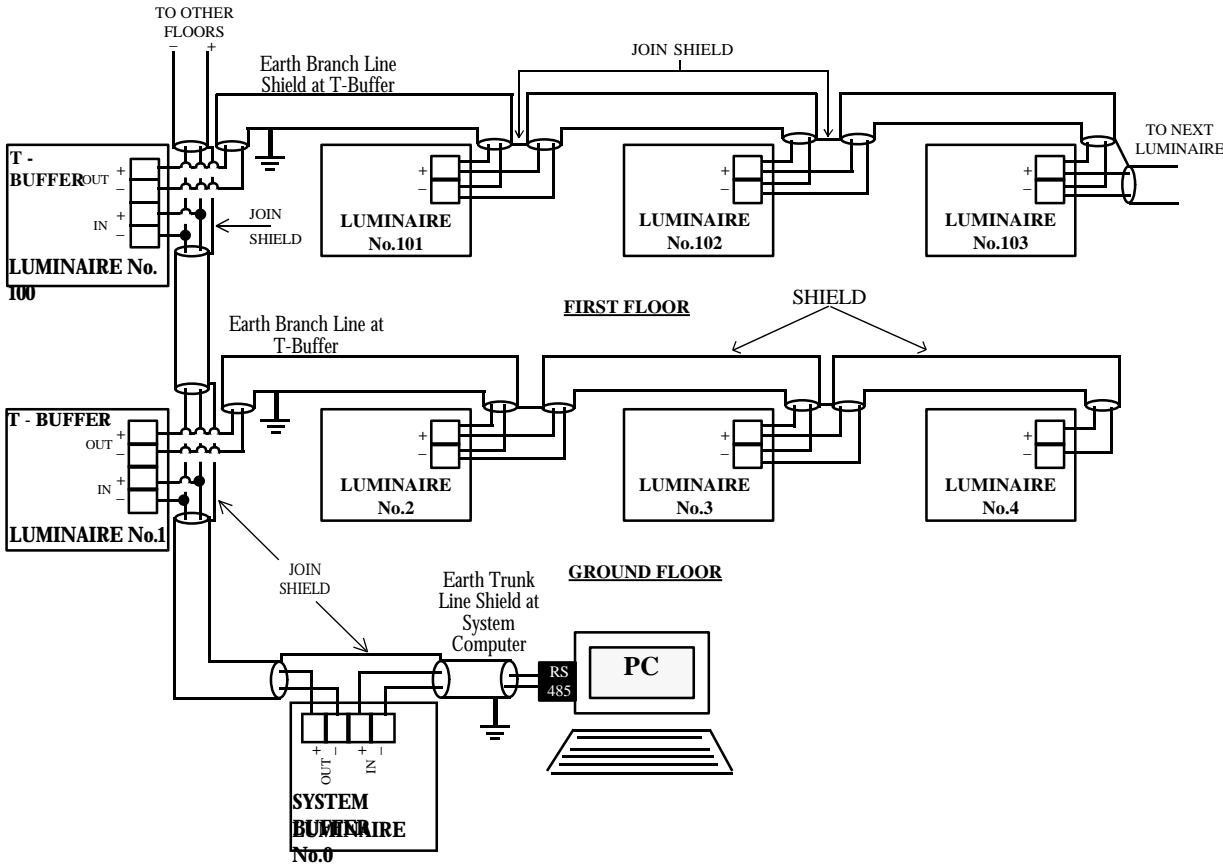 TO OTHER
FLOORS
– +
Earth Branch Line
Shield at T-Buffer
JOIN SHIELD
TO NEXT
LUMINAIRE
T -
BUFFER
OUT
+
–
IN
+
–
LUMINAIRE No.
100
JOIN
SHIELD
+
–
LUMINAIRE
No.101
+
–
LUMINAIRE
No.102
+
–
LUMINAIRE
No.103
FIRST FLOOR
SHIELD
Earth Branch Line at
T-Buffer
T - BUFFER
OUT
+
–
IN
+
–
LUMINAIRE No.1
+
–
LUMINAIRE
No.2
+
–
LUMINAIRE
No.3
+
–
LUMINAIRE
No.4
GROUND FLOOR
JOIN
SHIELD
Earth Trunk
Line Shield at
System
Computer
RS
485
PC
+
–
OUT
+
–
IN
SYSTEM
BUFFER
LUMINAIRE
No.0